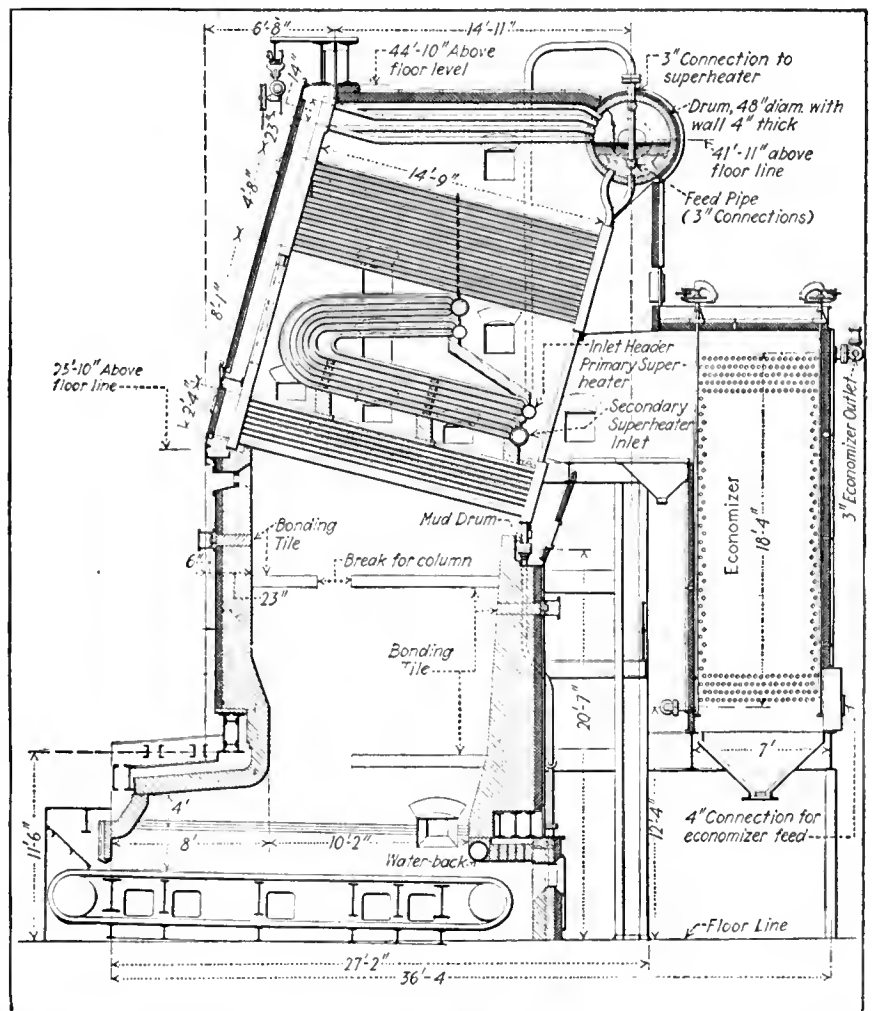 6'-8"
14'-11"
44'-10" Above
floor level
3" Connection to
superheater
Drum, 48" diam. with
wall 4" thick
41'-11" above
floor line
Feed Pipe
(3" Connections)
14"
23"
4'-8"
14'-9"
8'-1"
25'-10" Above
floor line
2'-4"
Inlet Header
Primary Super-
heater
Secondary
Superheater
Inlet
3" Economizer Outlet
Economizer
18'-4"
Mud Drum
Bonding
Tile
Break for column
6"
23"
Bonding
Tile
20'-7"
7'
4'
11'-6"
8'
10'-2"
Water-back
4" Connection for
economizer feed
12'-4"
Floor Line
27'-2"
36'-4